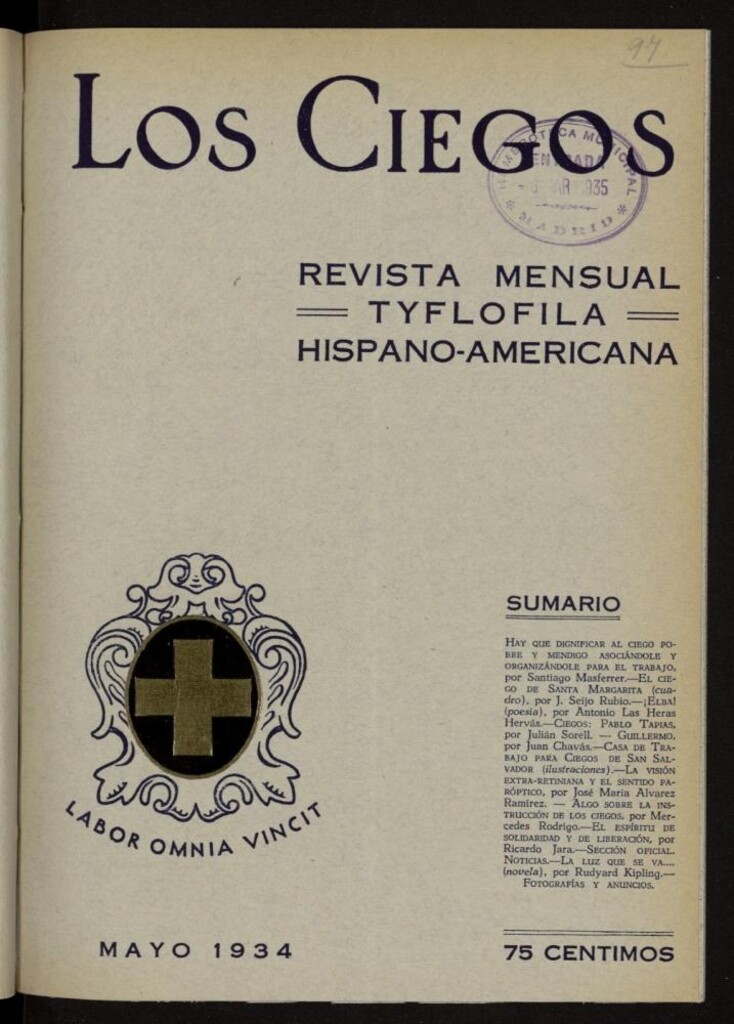 97
Los Ciegos
HEMEROTECA MUNICIPAL
ENTRADA
MAR 1935
* MADRID *
REVISTA MENSUAL
TYFLOFILA
HISPANO-AMERICANA
SUMARIO
HAY QUE DIGNIFICAR AL CIEGO PO-
BRE Y MENDIGO ASOCIÁNDOLE Y
ORGANIZÁNDOLE PARA EL TRABAJO,
por Santiago Masferrer.—EL CIE-
GO DE SANTA MARGARITA (cua-
dro), por J. Seijo Rubio.—¡ELBA!
(poesía), por Antonio Las Heras
Hervás.—CIEGOS: PABLO TAPIAS,
por Julián Sorell. — GUILLERMO,
por Juan Chavás.—CASA DE TRA-
BAJO PARA CIEGOS DE SAN SAL-
VADOR (ilustraciones).—LA VISIÓN
EXTRA-RETINIANA Y EL SENTIDO PA-
RÓPTICO, por José María Alvarez
Ramírez. — ALGO SOBRE LA INS-
TRUCCIÓN DE LOS CIEGOS, por Mer-
cedes Rodrigo.—EL ESPÍRITU DE
SOLIDARIDAD Y DE LIBERACIÓN, por
Ricardo Jara.—SECCIÓN OFICIAL.
NOTICIAS.—LA LUZ QUE SE VA....
(novela), por Rudyard Kipling.—
FOTOGRAFÍAS Y ANUNCIOS.
LABOR OMNIA VINCIT
MAYO 1934
75 CENTIMOS